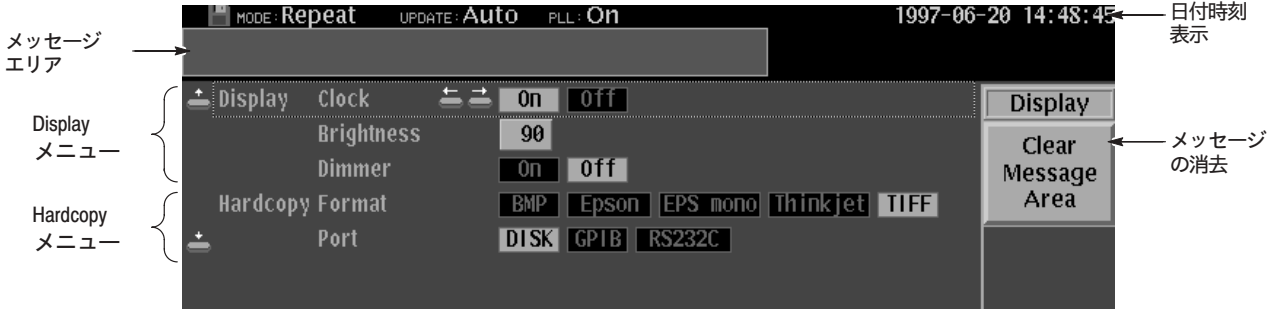 MODE: Repeat UPDATE: Auto PLL: On 1997-06-20 14:48:45
日付時刻
表示
メッセージ
エリア
Display
メニュー
Display Clock On Off
Brightness 90
Dimmer On Off
Hardcopy
メニュー
Hardcopy Format BMP Epson EPS mono Thinkjet TIFF
Port DISK GPIB RS232C
Display
Clear
Message
Area
メッセージ
の消去